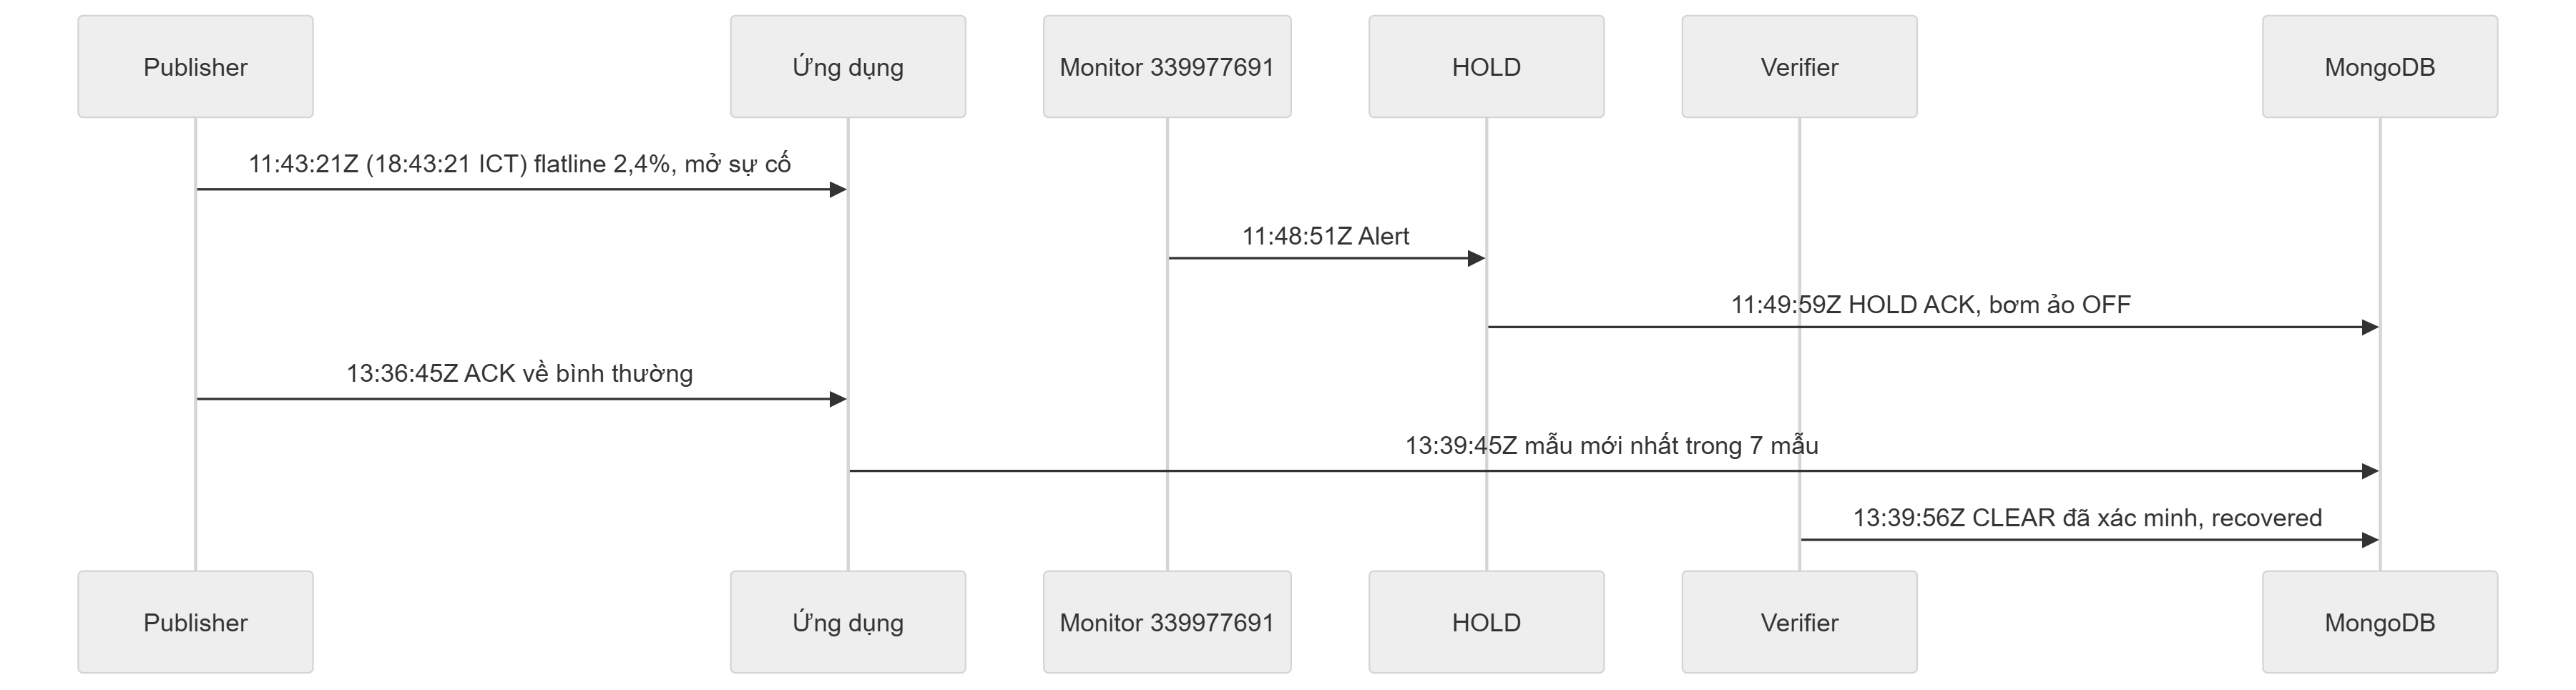 Publisher
Ứng dụng
Monitor 339977691
HOLD
Verifier
MongoDB
11:43:21Z (18:43:21 ICT) flatline 2,4%, mở sự cố
11:48:51Z Alert
11:49:59Z HOLD ACK, bơm ảo OFF
13:36:45Z ACK về bình thường
13:39:45Z mẫu mới nhất trong 7 mẫu
13:39:56Z CLEAR đã xác minh, recovered
Publisher
Ứng dụng
Monitor 339977691
HOLD
Verifier
MongoDB